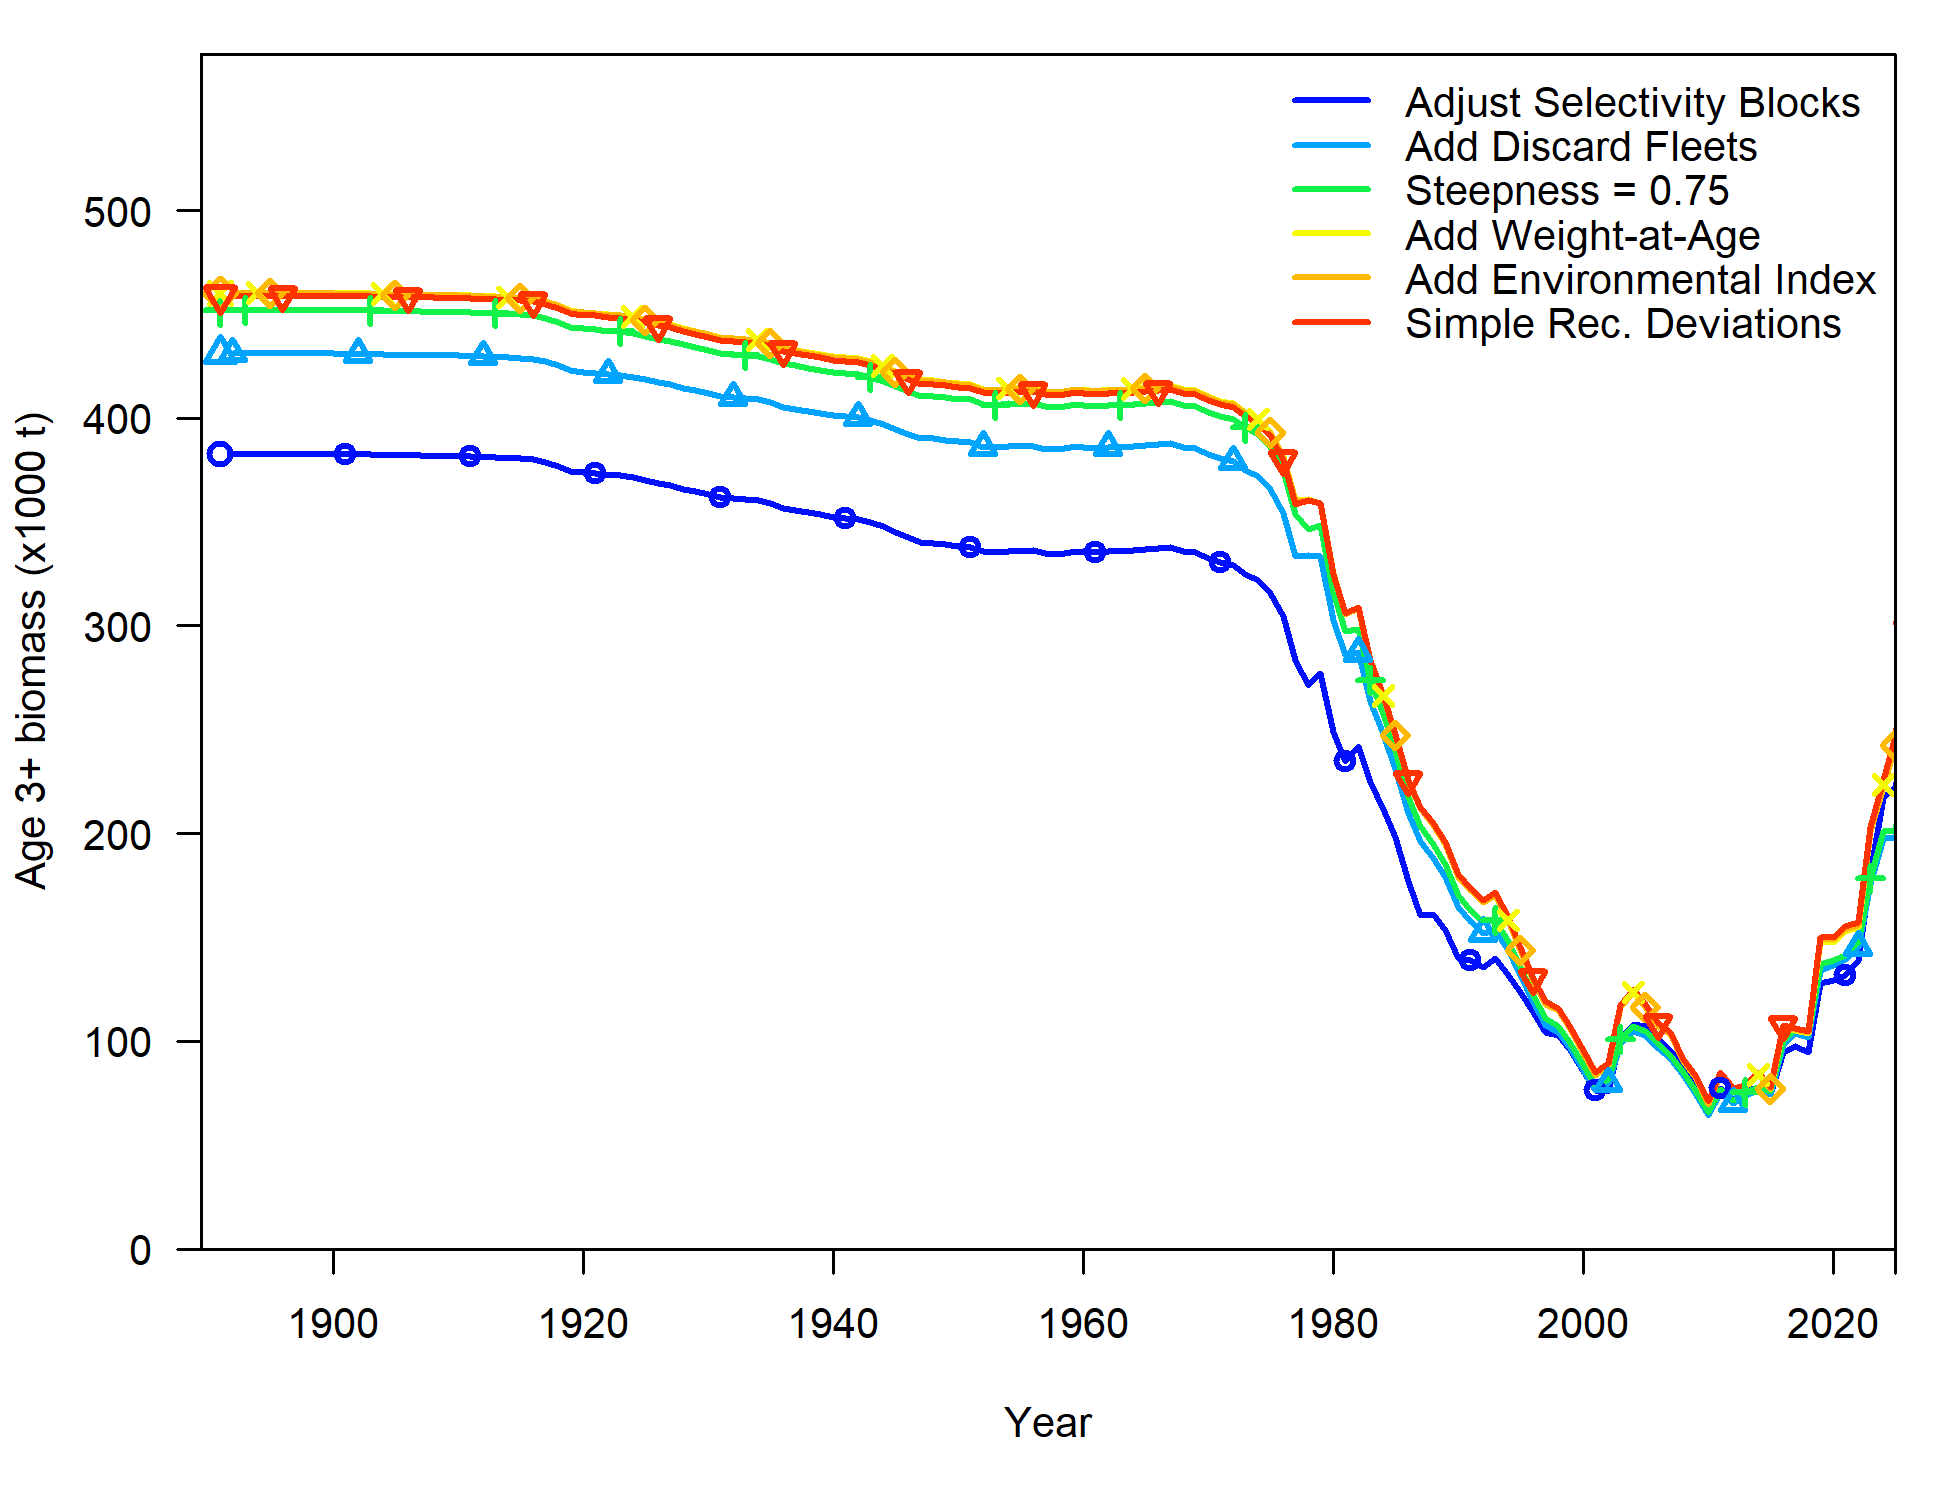 Adjust Selectivity Blocks
Add Discard Fleets
Steepness = 0.75
Add Weight-at-Age
Add Environmental Index
Simple Rec. Deviations
Age 3+ biomass (x1000 t)
500
400
300
200
100
0
1900 1920 1940 1960 1980 2000 2020
Year